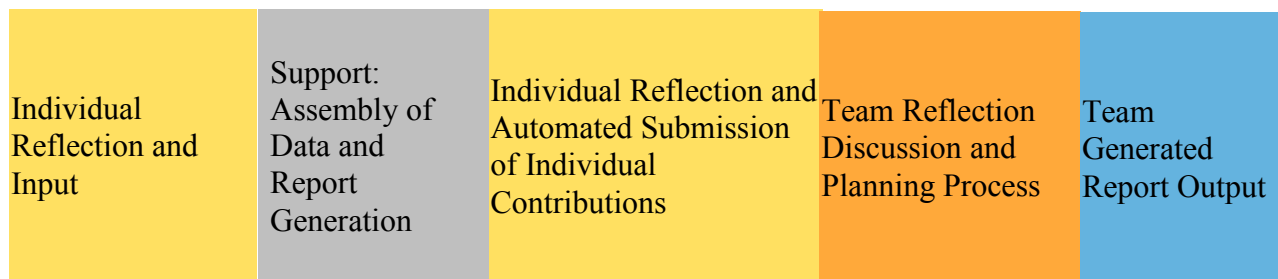 Individual
Reflection and
Input
Support:
Assembly of
Data and
Report
Generation
Individual Reflection and
Automated Submission
of Individual
Contributions
Team Reflection
Discussion and
Planning Process
Team
Generated
Report Output